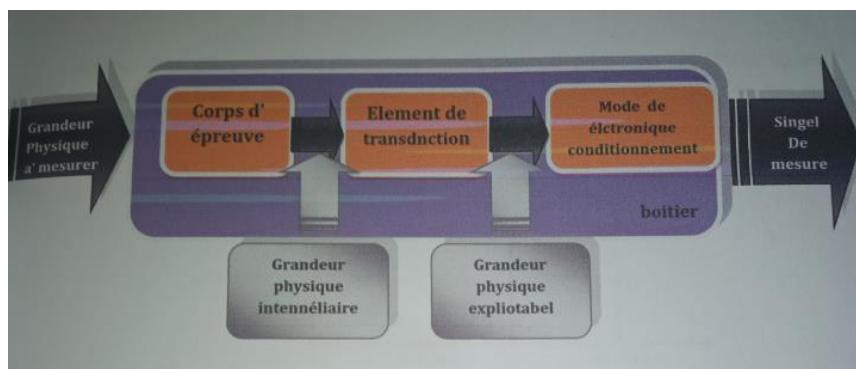 Grandeur
Physique
a' mesurer
Corps d'
épreuve
Element de
transdnction
Mode de
élctronique
conditionnement
Singel
De
mesure
boitier
Grandeur
physique
intennéliaire
Grandeur
physique
expliotabel